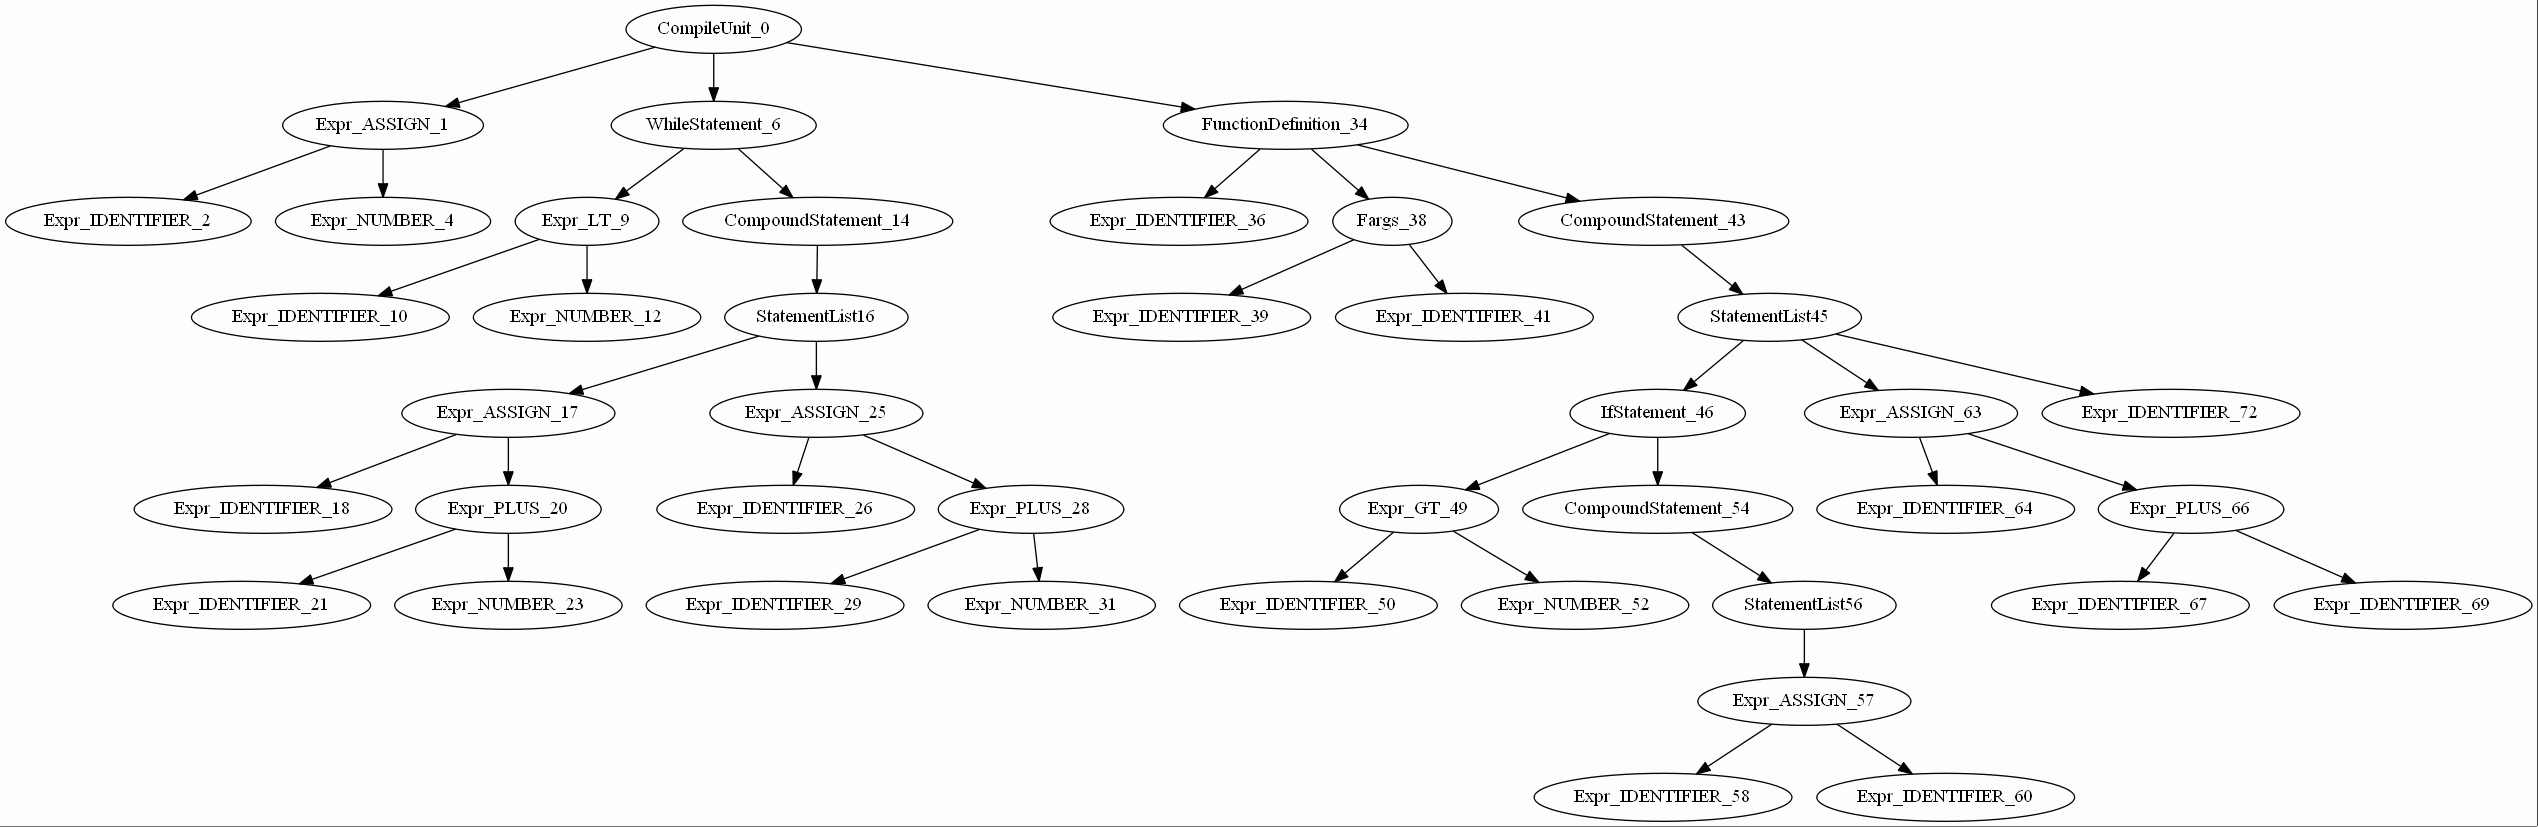 CompileUnit_0
Expr_ASSIGN_1
WhileStatement_6
FunctionDefinition_34
Expr_IDENTIFIER_2
Expr_NUMBER_4
Expr_LT_9
CompoundStatement_14
Expr_IDENTIFIER_36
Fargs_38
CompoundStatement_43
Expr_IDENTIFIER_10
Expr_NUMBER_12
StatementList16
Expr_IDENTIFIER_39
Expr_IDENTIFIER_41
StatementList45
Expr_ASSIGN_17
Expr_ASSIGN_25
IfStatement_46
Expr_ASSIGN_63
Expr_IDENTIFIER_72
Expr_IDENTIFIER_18
Expr_PLUS_20
Expr_IDENTIFIER_26
Expr_PLUS_28
Expr_GT_49
CompoundStatement_54
Expr_IDENTIFIER_64
Expr_PLUS_66
Expr_IDENTIFIER_21
Expr_NUMBER_23
Expr_IDENTIFIER_29
Expr_NUMBER_31
Expr_IDENTIFIER_50
Expr_NUMBER_52
StatementList56
Expr_IDENTIFIER_67
Expr_IDENTIFIER_69
Expr_ASSIGN_57
Expr_IDENTIFIER_58
Expr_IDENTIFIER_60